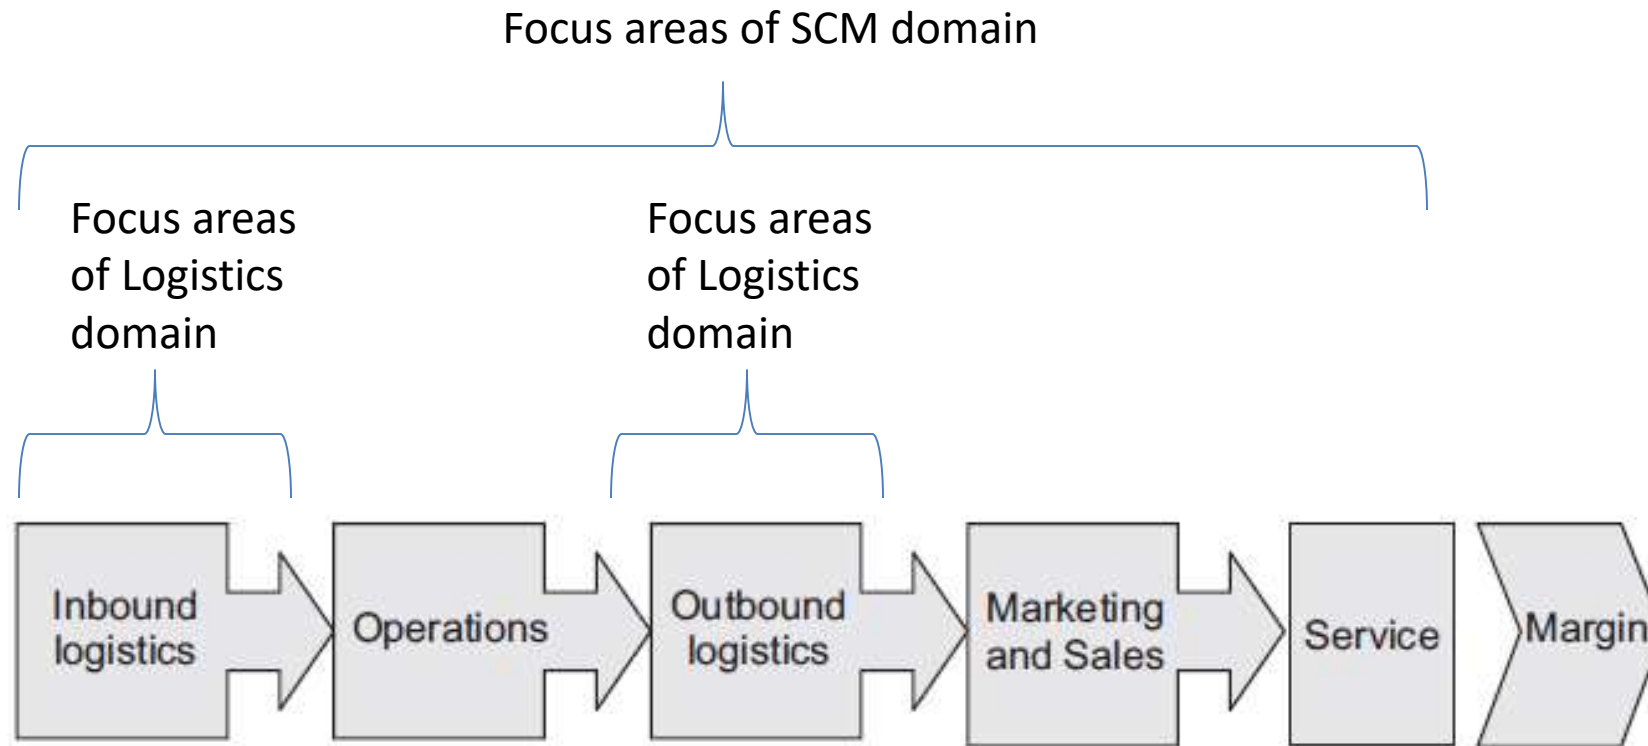 Focus areas of SCM domain
Focus areas
of Logistics
domain
Focus areas
of Logistics
domain
Inbound
logistics
Operations
Outbound
logistics
Marketing
and Sales
Service
Margin